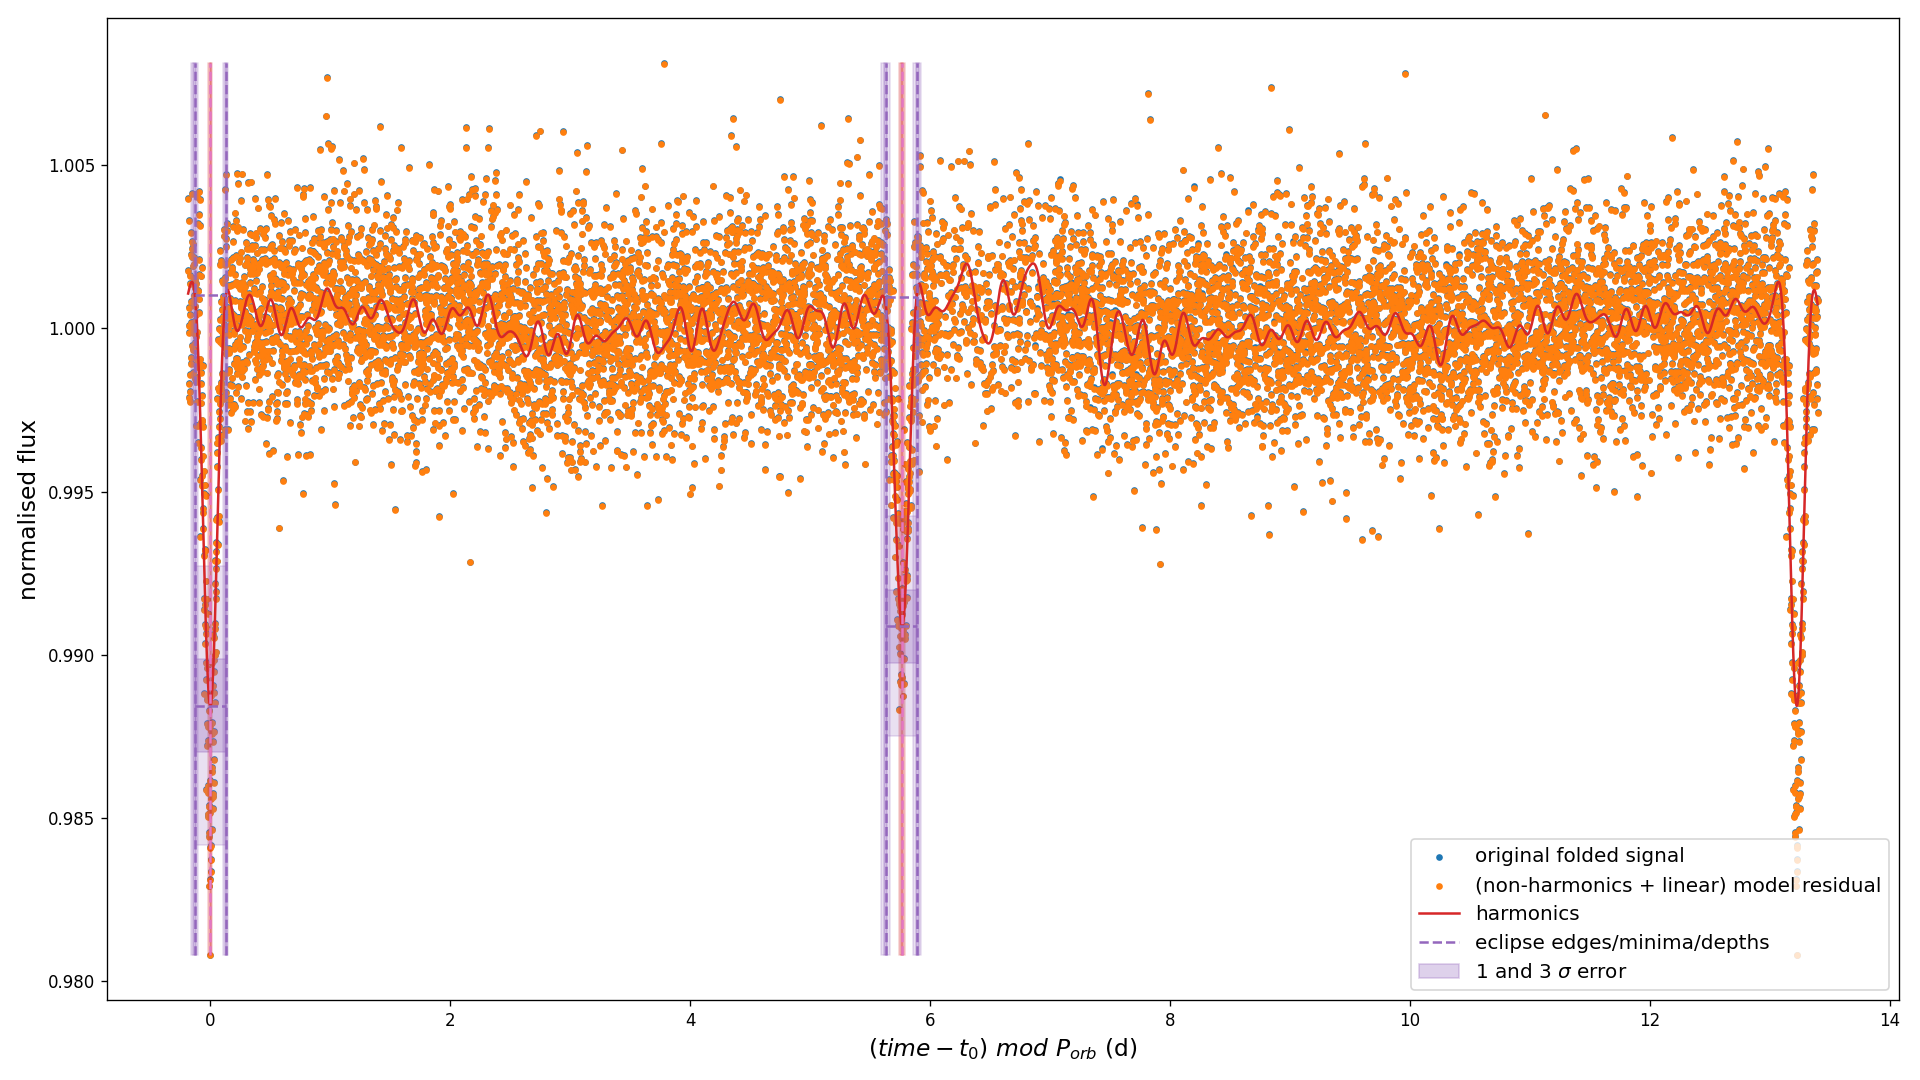 normalised flux
1.005
1.000
0.995
0.990
0.985
0.980
0
2
4
6
8
10
12
14
(time − t₀) mod Pₒᵣb (d)
original folded signal
(non-harmonics + linear) model residual
harmonics
eclipse edges/minima/depths
1 and 3 σ error